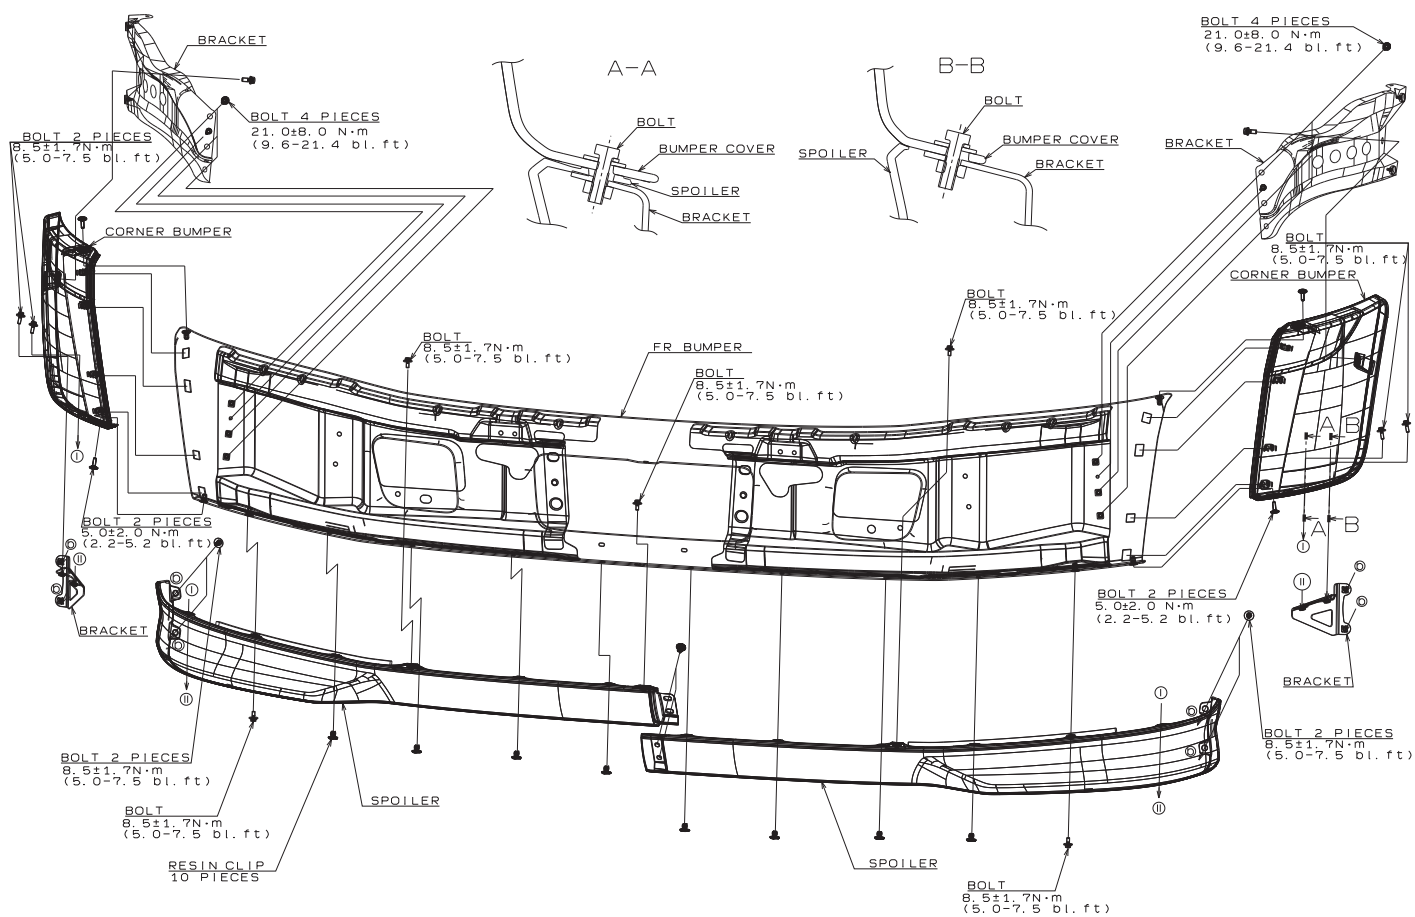 BRACKET
BOLT 4 PIECES
21.0±8.0 N·m
(9.6-21.4 bl.ft)
BOLT 2 PIECES
8.5±1.7N·m
(5.0-7.5 bl.ft)
CORNER BUMPER
A-A
BOLT
BUMPER COVER
SPOILER
BRACKET
B-B
BOLT
BUMPER COVER
SPOILER
BRACKET
BOLT 4 PIECES
21.0±8.0 N·m
(9.6-21.4 bl.ft)
BRACKET
BOLT
8.5±1.7N·m
(5.0-7.5 bl.ft)
CORNER BUMPER
BOLT
8.5±1.7N·m
(5.0-7.5 bl.ft)
FR BUMPER
BOLT
8.5±1.7N·m
(5.0-7.5 bl.ft)
BOLT
8.5±1.7N·m
(5.0-7.5 bl.ft)
A B
A B
I
BOLT 2 PIECES
5.0±2.0 N·m
(2.2-5.2 bl.ft)
II
BRACKET
I
II
BOLT 2 PIECES
8.5±1.7N·m
(5.0-7.5 bl.ft)
BOLT
8.5±1.7N·m
(5.0-7.5 bl.ft)
RESIN CLIP
10 PIECES
SPOILER
BOLT 2 PIECES
5.0±2.0 N·m
(2.2-5.2 bl.ft)
I
II
BRACKET
I
II
BOLT 2 PIECES
8.5±1.7N·m
(5.0-7.5 bl.ft)
SPOILER
BOLT
8.5±1.7N·m
(5.0-7.5 bl.ft)